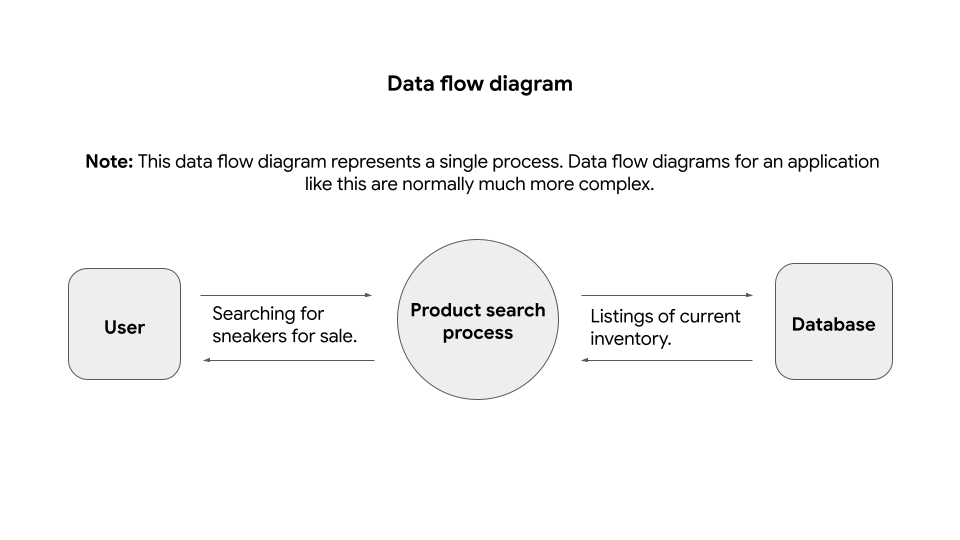 Data flow diagram
Note: This data flow diagram represents a single process. Data flow diagrams for an application
like this are normally much more complex.
User
Searching for
sneakers for sale.
Product search
process
Listings of current
inventory.
Database